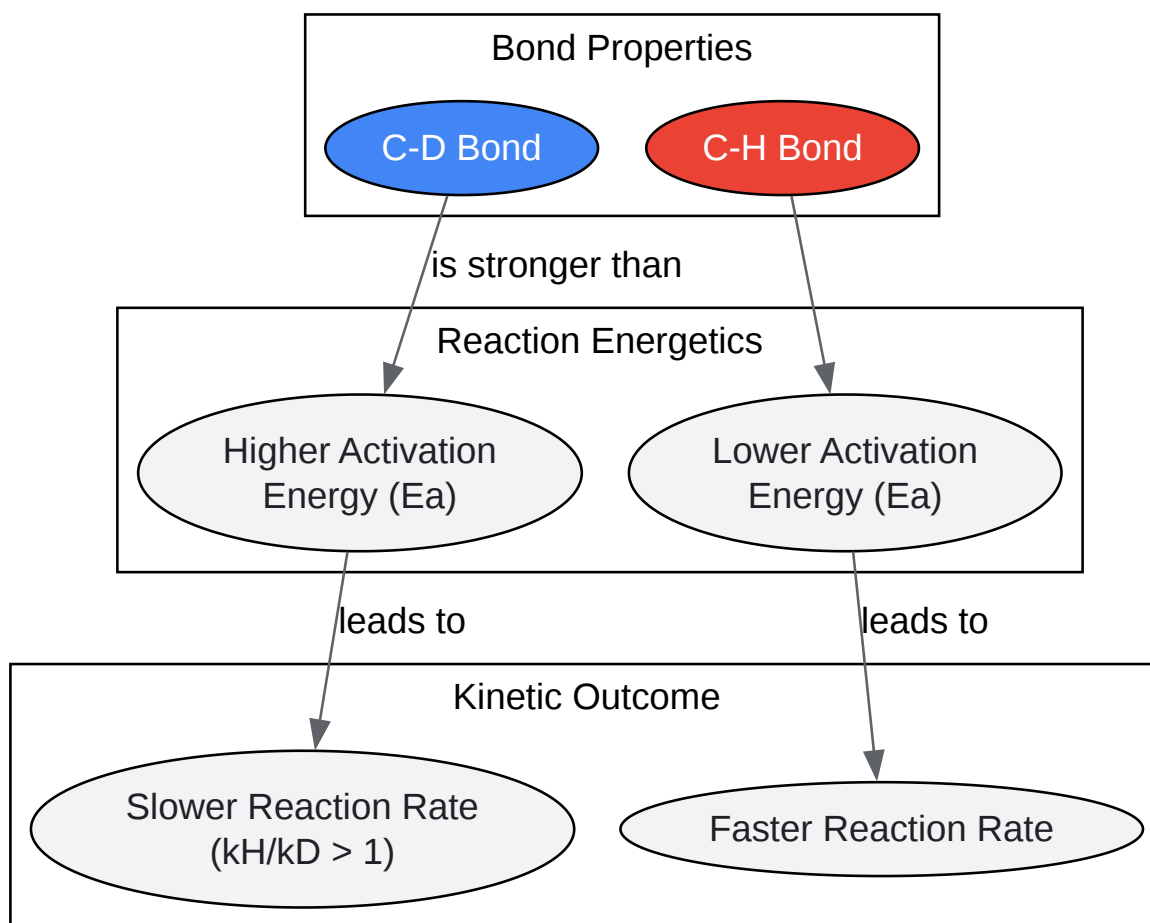 Bond Properties
C-D Bond
C-H Bond
is stronger than
Reaction Energetics
Higher Activation
Energy (Ea)
Lower Activation
Energy (Ea)
leads to
leads to
Kinetic Outcome
Slower Reaction Rate
(kH/kD > 1)
Faster Reaction Rate